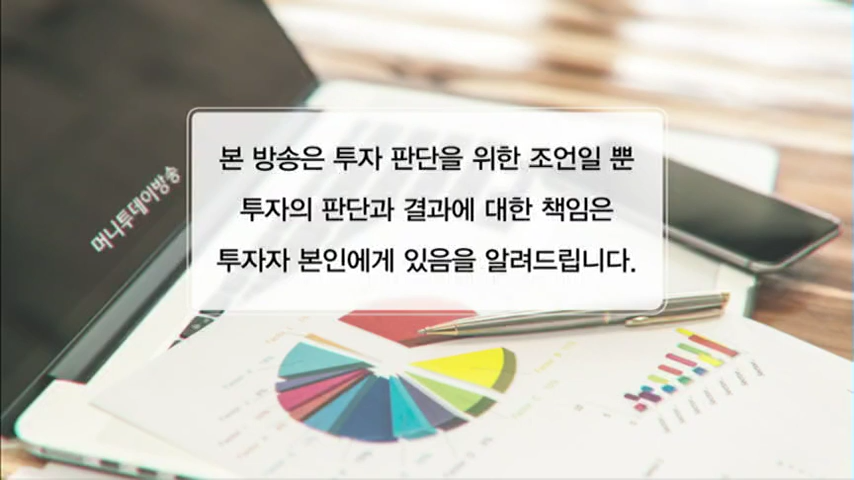 본 방송은 투자 판단을 위한 조언일 뿐
투자의 판단과 결과에 대한 책임은
투자자 본인에게 있음을 알려드립니다.
머니투데이방송